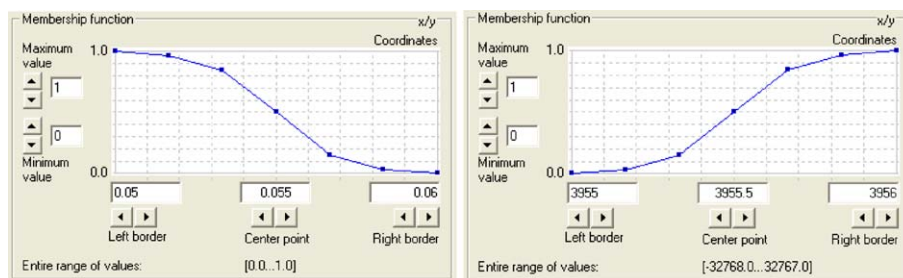 Membership function
x/y
Maximum value
1.0
Coordinates
1
0
Minimum value
0.0
0.05
0.055
0.06
Left border
Center point
Right border
Entire range of values:
[0.0...1.0]
Membership function
x/y
Maximum value
1.0
Coordinates
1
0
Minimum value
0.0
3955
3955.5
3956
Left border
Center point
Right border
Entire range of values:
[-32768.0...32767.0]